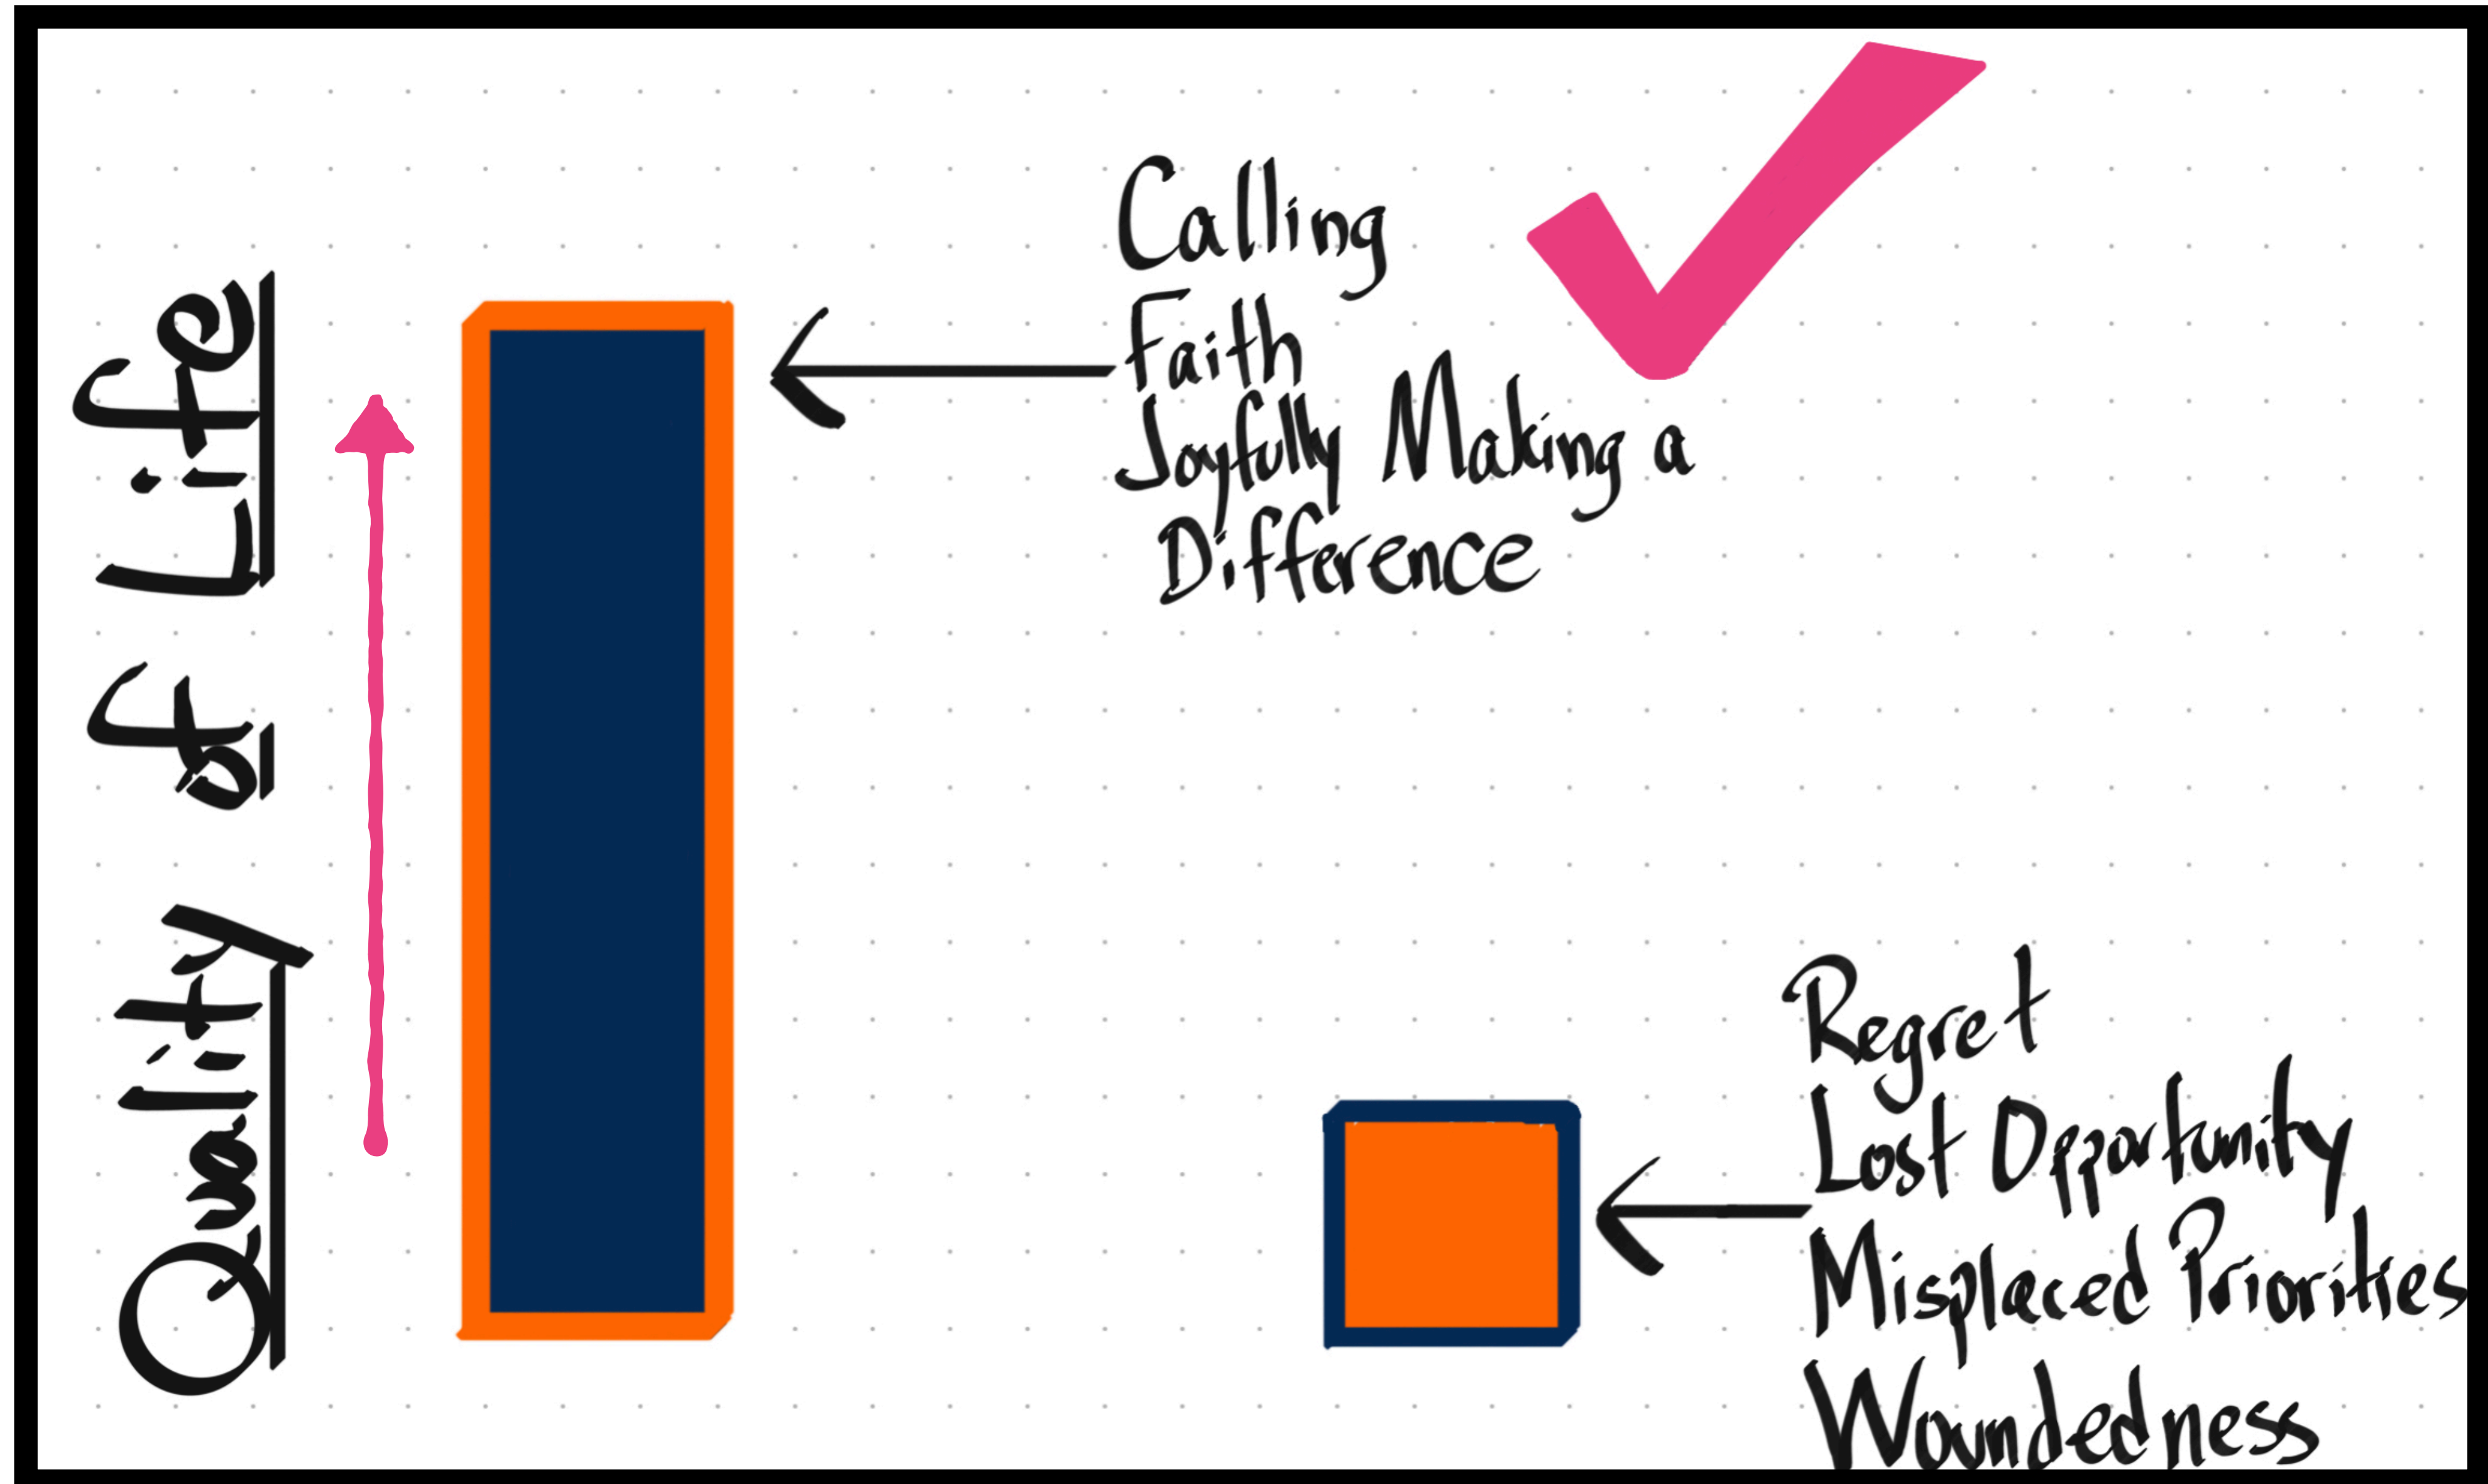 Quality of Life
Calling
Faith
Joyfully Making a
Difference
Regret
Lost Opportunity
Misplaced Priorities
Woundedness